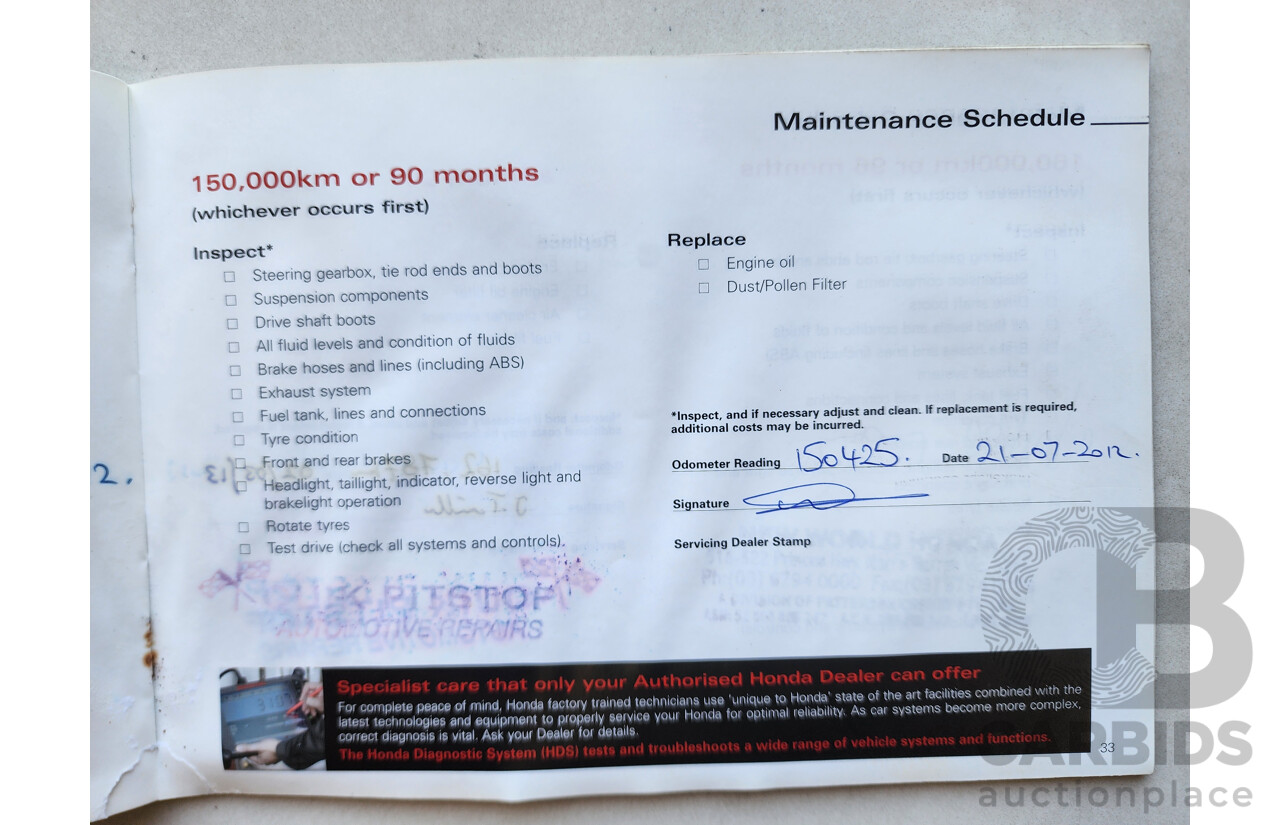 Maintenance Schedule
150,000km or 90 months
(whichever occurs first)
Inspect*
Steering gearbox, tie rod ends and boots
Suspension components
Drive shaft boots
All fluid levels and condition of fluids
Brake hoses and lines (including ABS)
Exhaust system
Fuel tank, lines and connections
Tyre condition
Front and rear brakes
Headlight, taillight, indicator, reverse light and
brakelight operation
Rotate tyres
Test drive (check all systems and controls).
PITSTOP
AUTOMOTIVE REPAIRS
2.
Replace
Engine oil
Dust/Pollen Filter
*Inspect, and if necessary adjust and clean. If replacement is required,
additional costs may be incurred.
Odometer Reading 150425. Date 21-07-2012.
Signature
Servicing Dealer Stamp
Specialist care that only your Authorised Honda Dealer can offer
For complete peace of mind, Honda factory trained technicians use 'unique to Honda' state of the art facilities combined with the
latest technologies and equipment to properly service your Honda for optimal reliability. As car systems become more complex,
correct diagnosis is vital. Ask your Dealer for details.
The Honda Diagnostic System (HDS) tests and troubleshoots a wide range of vehicle systems and functions.
33
CB
CARBIDS
auctionplace